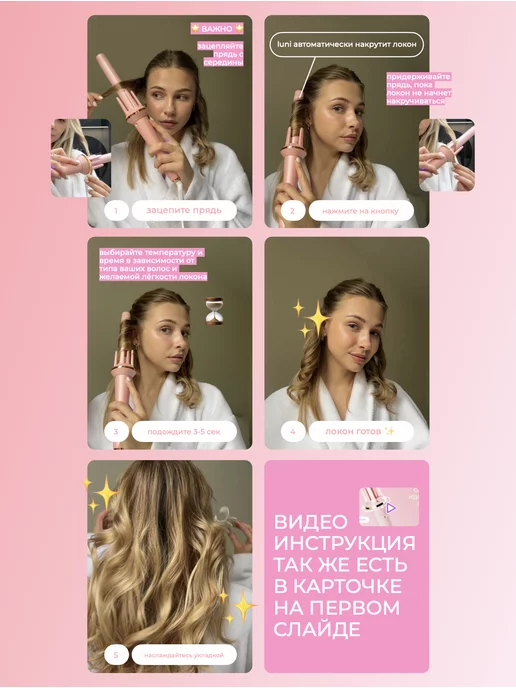 ВАЖНО
зацепляйте
прядь с
середины
1
зацепите прядь
luni автоматически накрутит локон
придерживайте
прядь, пока
локон не начнет
накручиваться
2
нажмите на кнопку
выбирайте температуру и
время в зависимости от
типа ваших волос и
желаемой лёгкости локона
3
подождите 3-5 сек
4
локон готов
5
наслаждайтесь укладкой
ВИДЕО
ИНСТРУКЦИЯ
ТАК ЖЕ ЕСТЬ
В КАРТОЧКЕ
НА ПЕРВОМ
СЛАЙДЕ